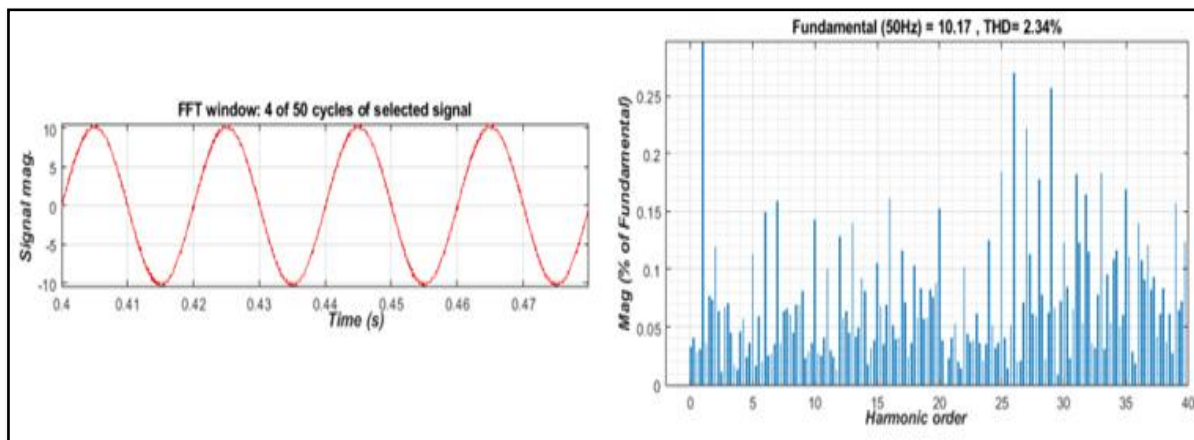 FFT window: 4 of 50 cycles of selected signal
Signal mag.
10
5
0
-5
-10
0.4 0.41 0.42 0.43 0.44 0.45 0.46 0.47
Time (s)
Fundamental (50Hz) = 10.17 , THD= 2.34%
Mag (% of Fundamental)
0.25
0.2
0.15
0.1
0.05
0
0 5 10 15 20 25 30 35 40
Harmonic order